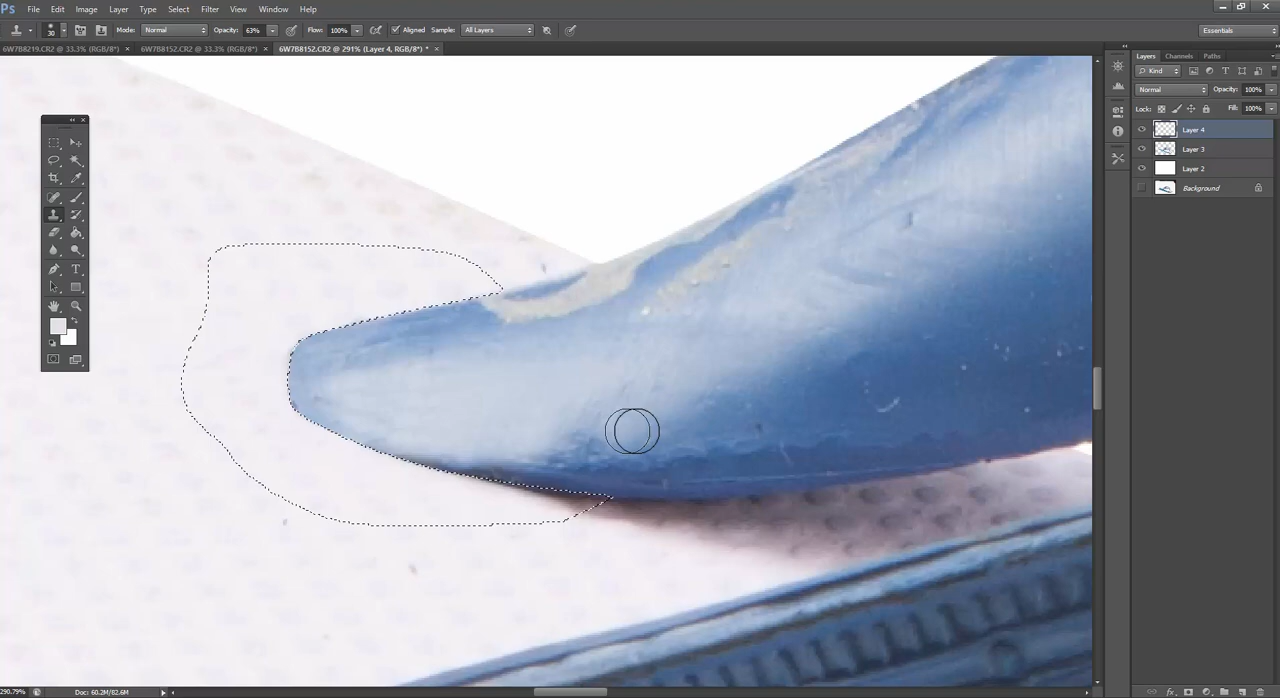 Ps File Edit Image Layer Type Select Filter View Window Help
30 Mode: Normal Opacity: 63% Flow: 100% Aligned Sample: All Layers Essentials
6W7B8219.CR2 @ 33.3% (RGB/8*) × 6W7B8152.CR2 @ 33.3% (RGB/8*) × 6W7B8152.CR2 @ 291% (Layer 4, RGB/8*) * ×
Layers Channels Paths
Kind
Normal Opacity: 100%
Lock: Fill: 100%
Layer 4
Layer 3
Layer 2
Background
T
290.79% Doc: 60.2M/82.6M
fx